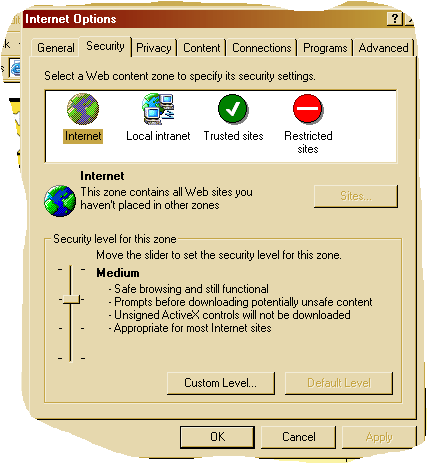 Internet Options
General Security Privacy Content Connections Programs Advanced
Select a Web content zone to specify its security settings.
Internet Local intranet Trusted sites Restricted sites
Internet
This zone contains all Web sites you
haven't placed in other zones
Sites...
Security level for this zone
Move the slider to set the security level for this zone.
Medium
- Safe browsing and still functional
- Prompts before downloading potentially unsafe content
- Unsigned ActiveX controls will not be downloaded
- Appropriate for most Internet sites
Custom Level... Default Level
OK Cancel Apply